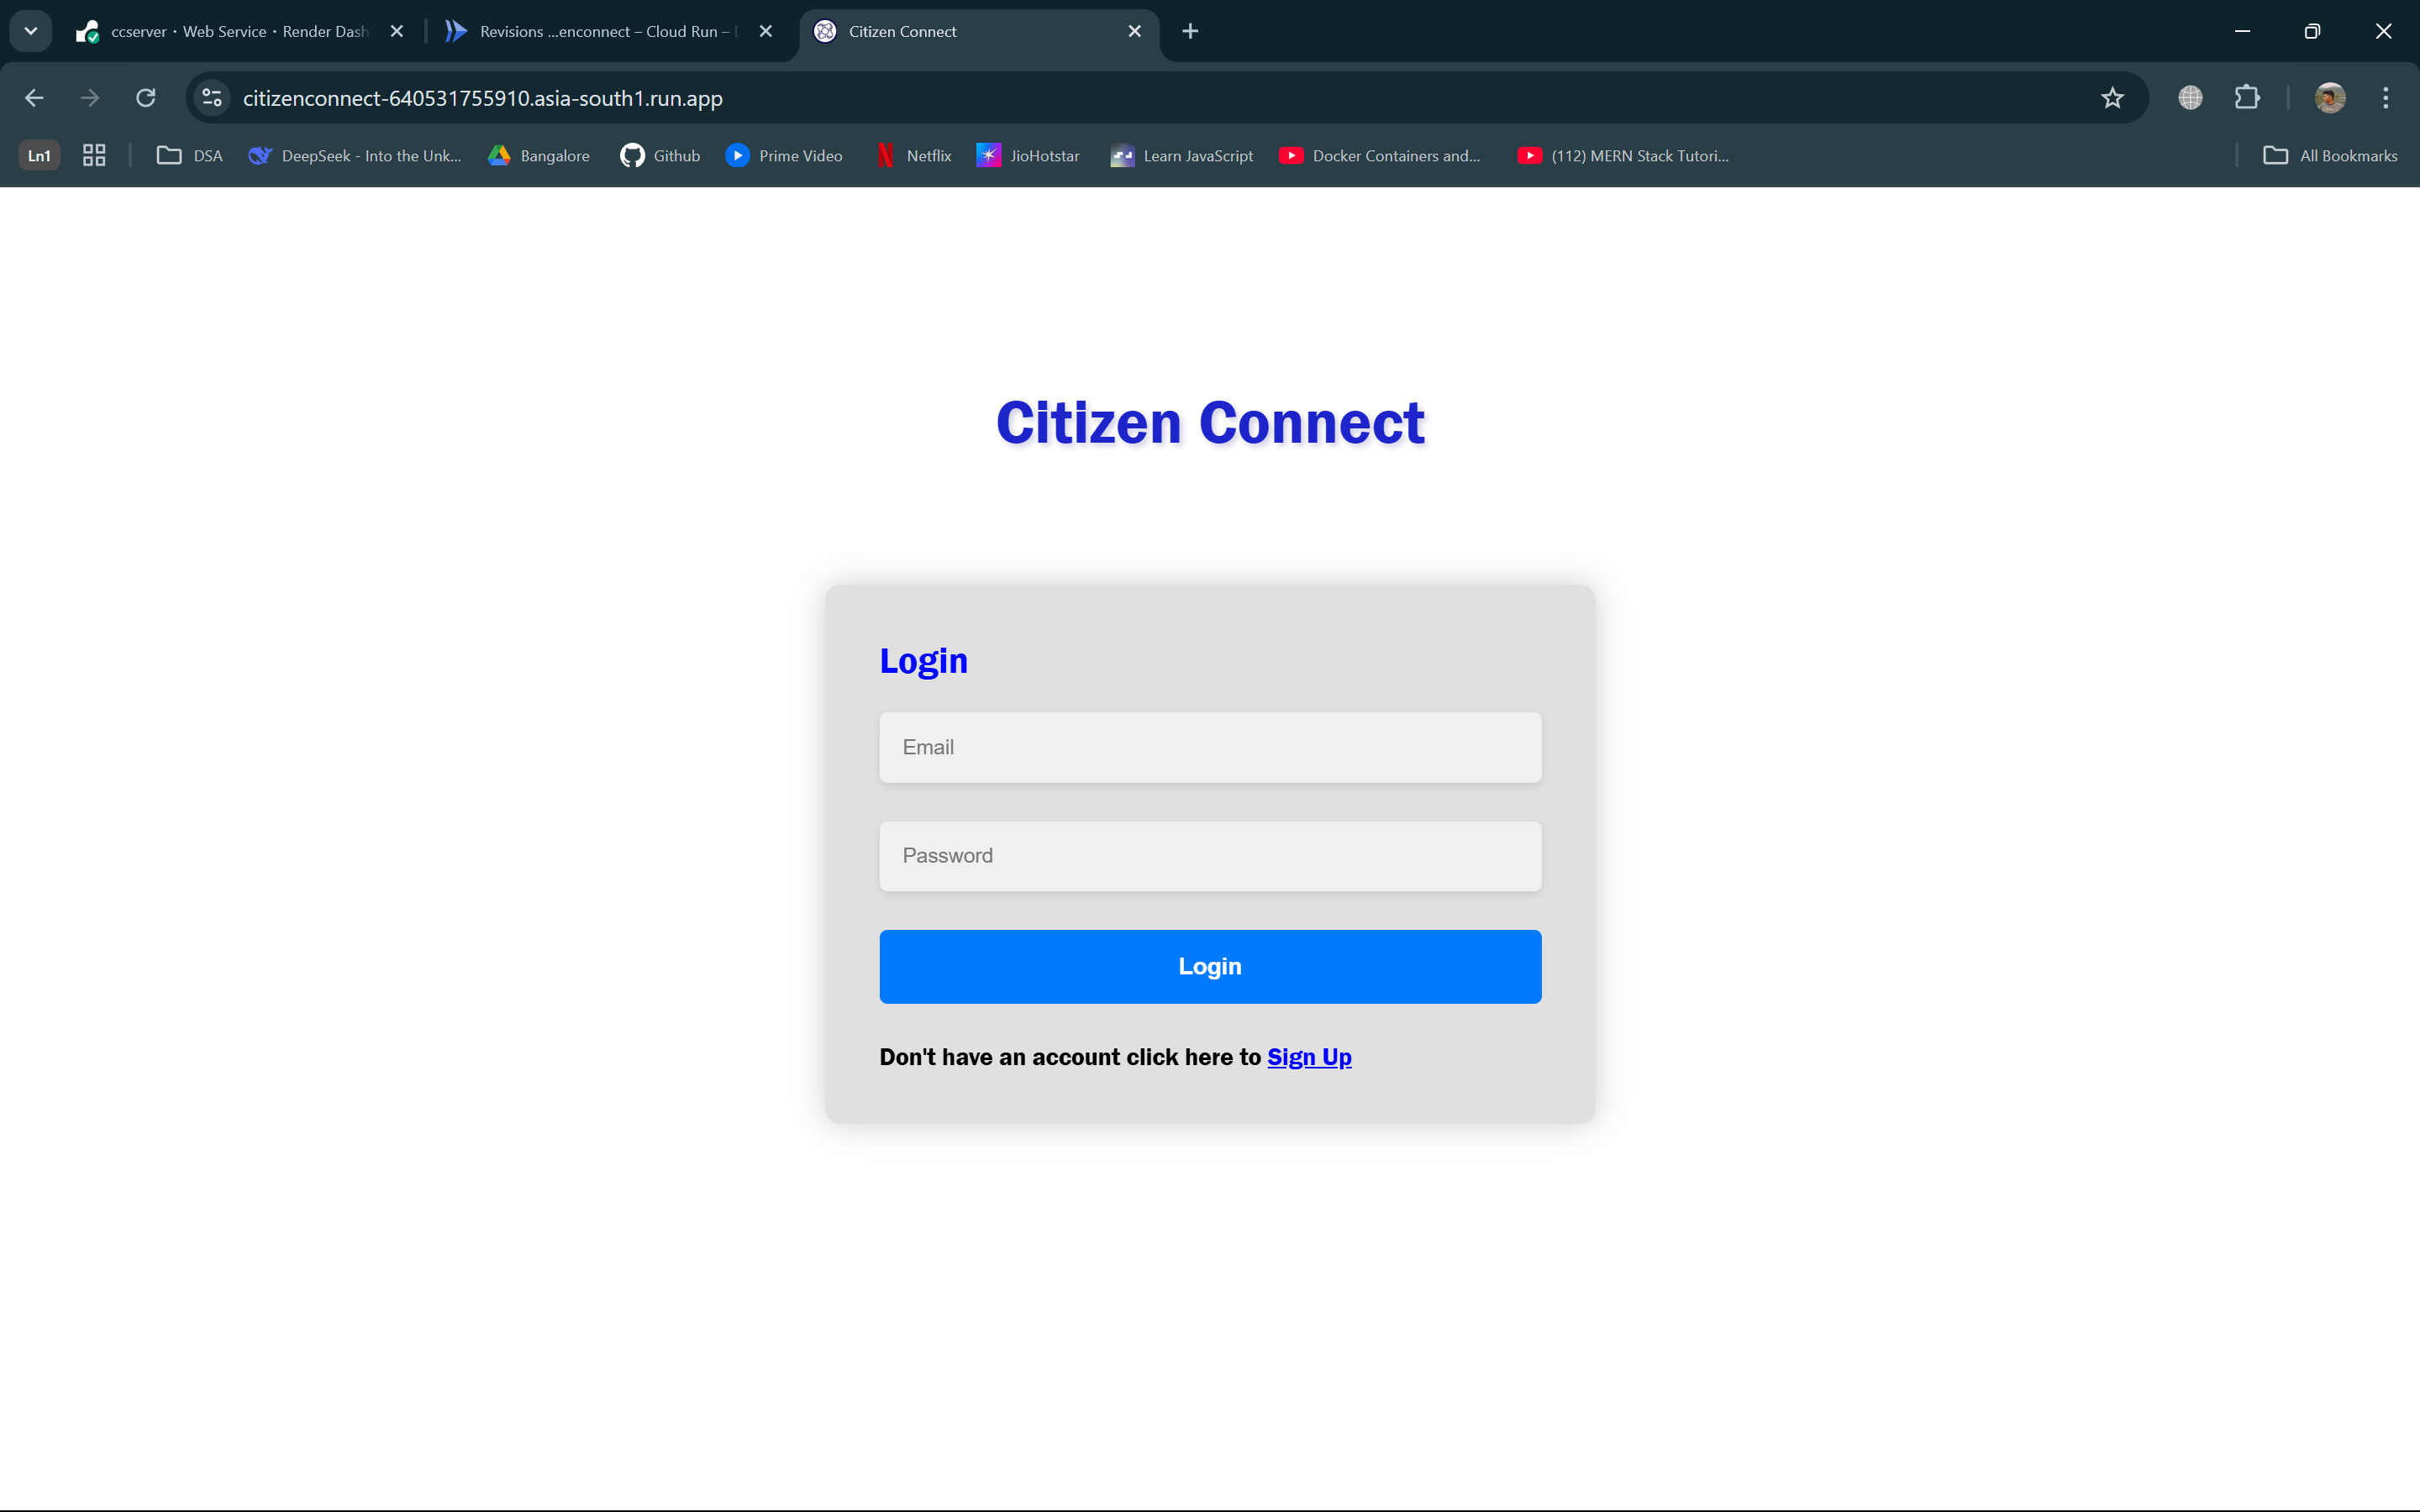 ccserver · Web Service · Render Dash
Revisions ...enconnect – Cloud Run –
Citizen Connect
citizenconnect-640531755910.asia-south1.run.app
Ln1
DSA
DeepSeek - Into the Unk...
Bangalore
Github
Prime Video
Netflix
JioHotstar
Learn JavaScript
Docker Containers and...
(112) MERN Stack Tutori...
All Bookmarks
Citizen Connect
Login
Email
Password
Login
Don't have an account click here to Sign Up